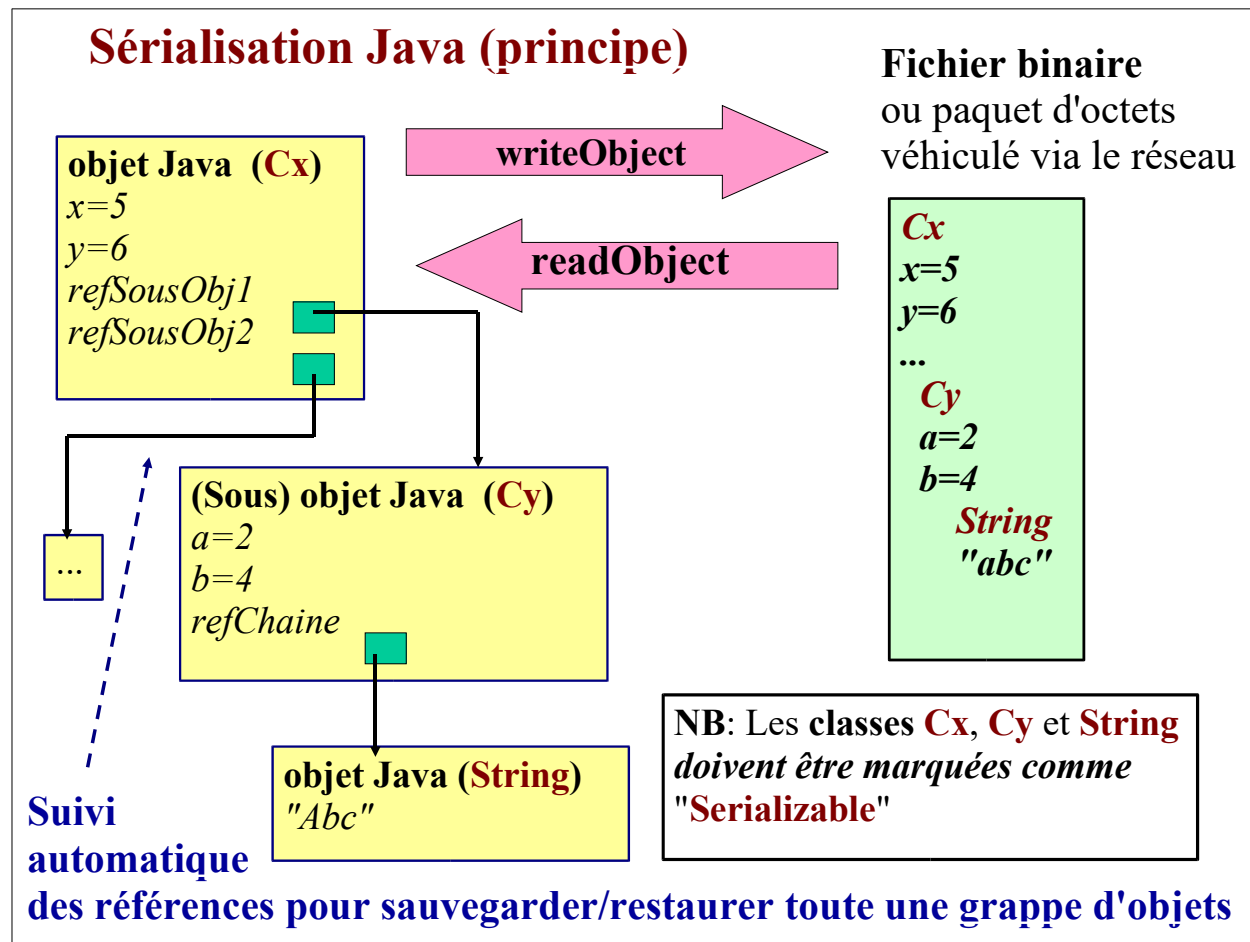 Sérialisation Java (principe)
Fichier binaire
ou paquet d'octets
véhiculé via le réseau
writeObject
readObject
objet Java  (Cx)
x=5
y=6
refSousObj1
refSousObj2
Cx
x=5
y=6
...
Cy
a=2
b=4
String
"abc"
(Sous) objet Java  (Cy)
a=2
b=4
refChaine
...
objet Java (String)
"Abc"
NB: Les classes Cx, Cy et String
doivent être marquées comme
"Serializable"
Suivi
automatique
des références pour sauvegarder/restaurer toute une grappe d'objets